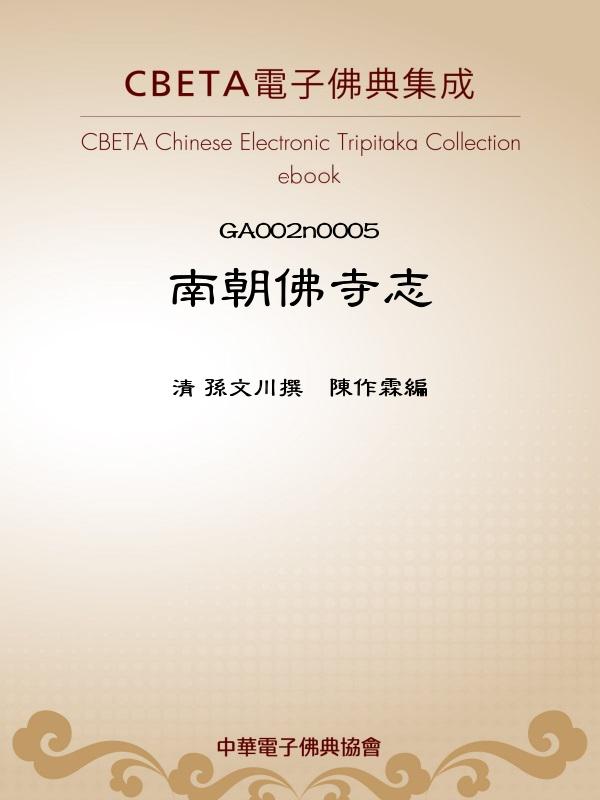 CBETA電子佛典集成
CBETA Chinese Electronic Tripitaka Collection
ebook
GA002n0005
南朝佛寺志
清 孫文川撰　陳作霖編
中華電子佛典協會